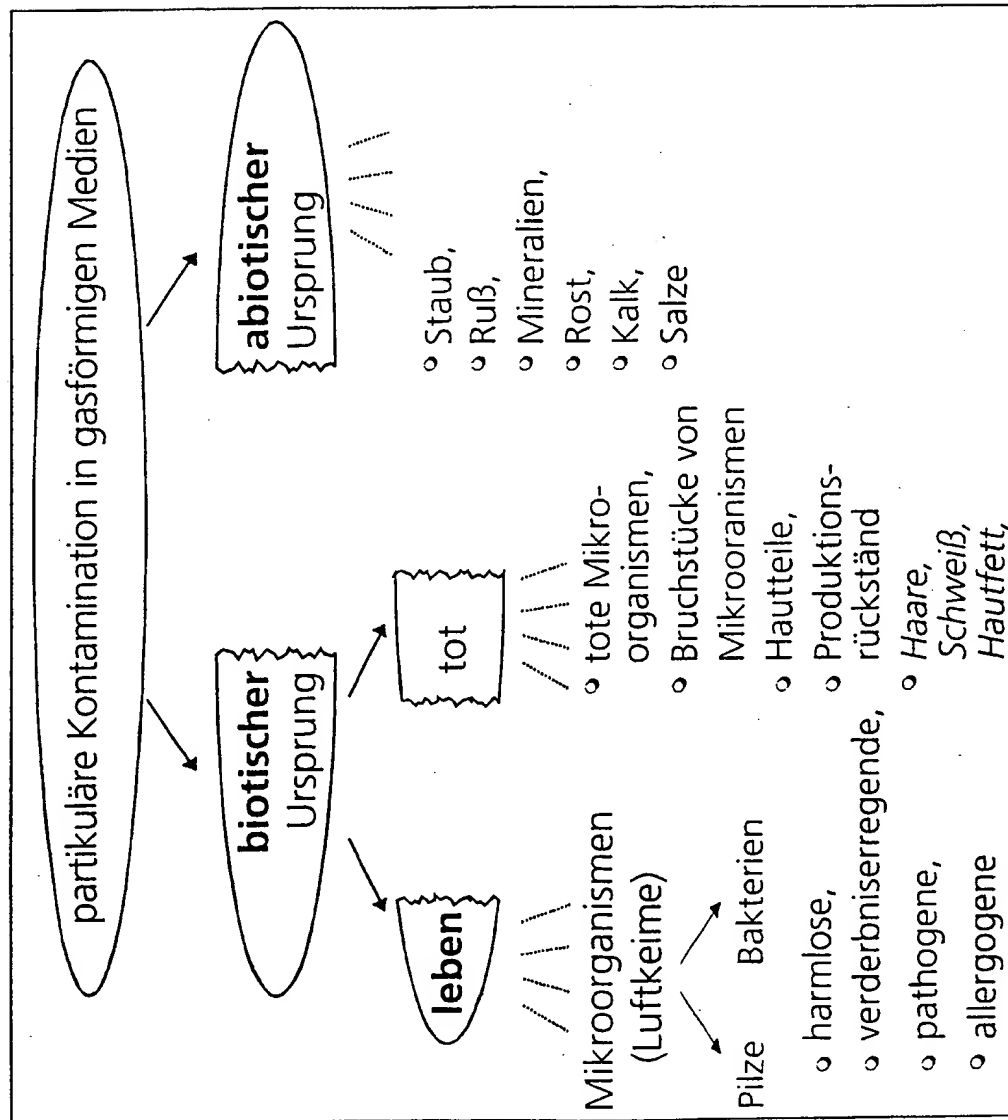 partikuläre Kontamination in gasförmigen Medien
biotischer
Ursprung
abiotischer
Ursprung
leben
tot
Mikroorganismen
(Luftkeime)
Pilze
Bakterien
harmlose,
verderbniserregende,
pathogene,
allergogene
tote Mikro-
organismen,
Bruchstücke von
Mikrooranismen
Hautteile,
Produktions-
rückständ
Haare,
Schweiß,
Hautfett,
Staub,
Ruß,
Mineralien,
Rost,
Kalk,
Salze